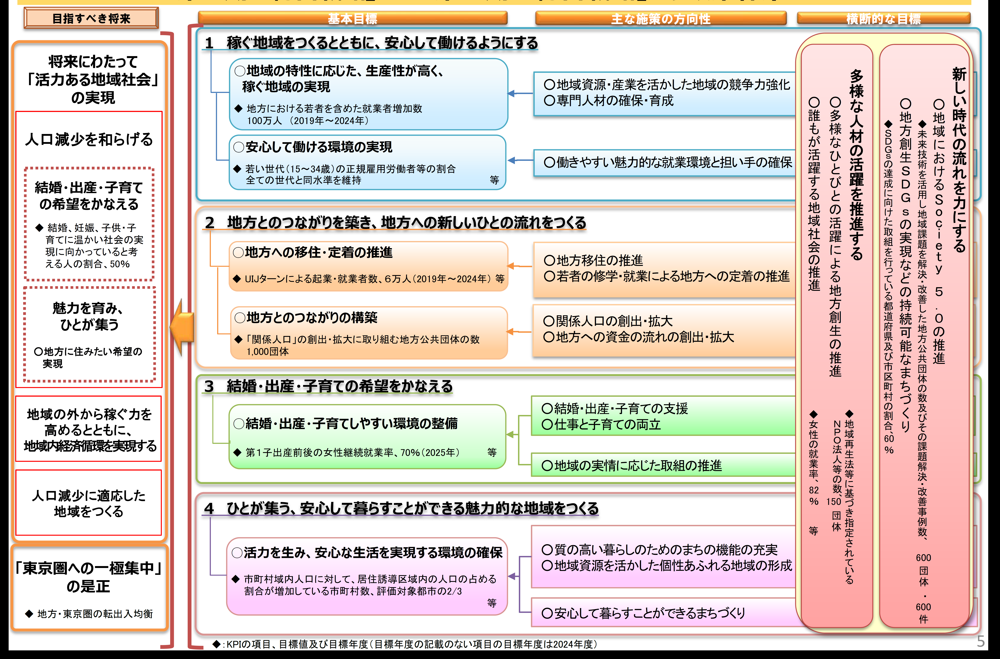 目指すべき将来
基本目標
主な施策の方向性
横断的な目標
将来にわたって
「活力ある地域社会」
の実現
人口減少を和らげる
結婚・出産・子育て
の希望をかなえる
◆ 結婚、妊娠、子供・子
育てに温かい社会の実
現に向かっていると考
える人の割合、50%
魅力を育み、
ひとが集う
〇地方に住みたい希望の
実現
地域の外から稼ぐ力を
高めるとともに、
地域内経済循環を実現する
人口減少に適応した
地域をつくる
「東京圏への一極集中」
の是正
◆ 地方・東京圏の転出入均衡
1 稼ぐ地域をつくるとともに、安心して働けるようにする
○地域の特性に応じた、生産性が高く、
稼ぐ地域の実現
◆ 地方における若者を含めた就業者増加数
100万人 (2019年～2024年)
○安心して働ける環境の実現
◆ 若い世代(15～34歳)の正規雇用労働者等の割合
全ての世代と同水準を維持 等
〇地域資源・産業を活かした地域の競争力強化
〇専門人材の確保・育成
〇働きやすい魅力的な就業環境と担い手の確保
2 地方とのつながりを築き、地方への新しいひとの流れをつくる
○地方への移住・定着の推進
◆ UIJターンによる起業・就業者数、6万人(2019年～2024年) 等
○地方とのつながりの構築
◆「関係人口」の創出・拡大に取り組む地方公共団体の数
1,000団体
〇地方移住の推進
〇若者の修学・就業による地方への定着の推進
〇関係人口の創出・拡大
〇地方への資金の流れの創出・拡大
3 結婚・出産・子育ての希望をかなえる
○結婚・出産・子育てしやすい環境の整備
◆ 第1子出産前後の女性継続就業率、70%(2025年) 等
〇結婚・出産・子育ての支援
〇仕事と子育ての両立
〇地域の実情に応じた取組の推進
4 ひとが集う、安心して暮らすことができる魅力的な地域をつくる
○活力を生み、安心な生活を実現する環境の確保
◆ 市町村域内人口に対して、居住誘導区域内の人口の占める
割合が増加している市町村数、評価対象都市の2/3
等
〇質の高い暮らしのためのまちの機能の充実
〇地域資源を活かした個性あふれる地域の形成
〇安心して暮らすことができるまちづくり
新しい時代の流れを力にする
〇地域におけるSociety 5.0の推進
◆未来技術を活用し地域課題を解決・改善した地方公共団体の数及びその課題解決・改善事例数、 600団体・600件
〇地方創生SDGsの実現などの持続可能なまちづくり
◆SDGsの達成に向けた取組を行っている都道府県及び市区町村の割合、60%
多様な人材の活躍を推進する
〇多様なひとびとの活躍による地方創生の推進
〇誰もが活躍する地域社会の推進
◆地域再生法等に基づき指定されている
NPO法人等の数、150団体
◆女性の就業率、82% 等
◆:KPIの項目、目標値及び目標年度(目標年度の記載のない項目の目標年度は2024年度)
5